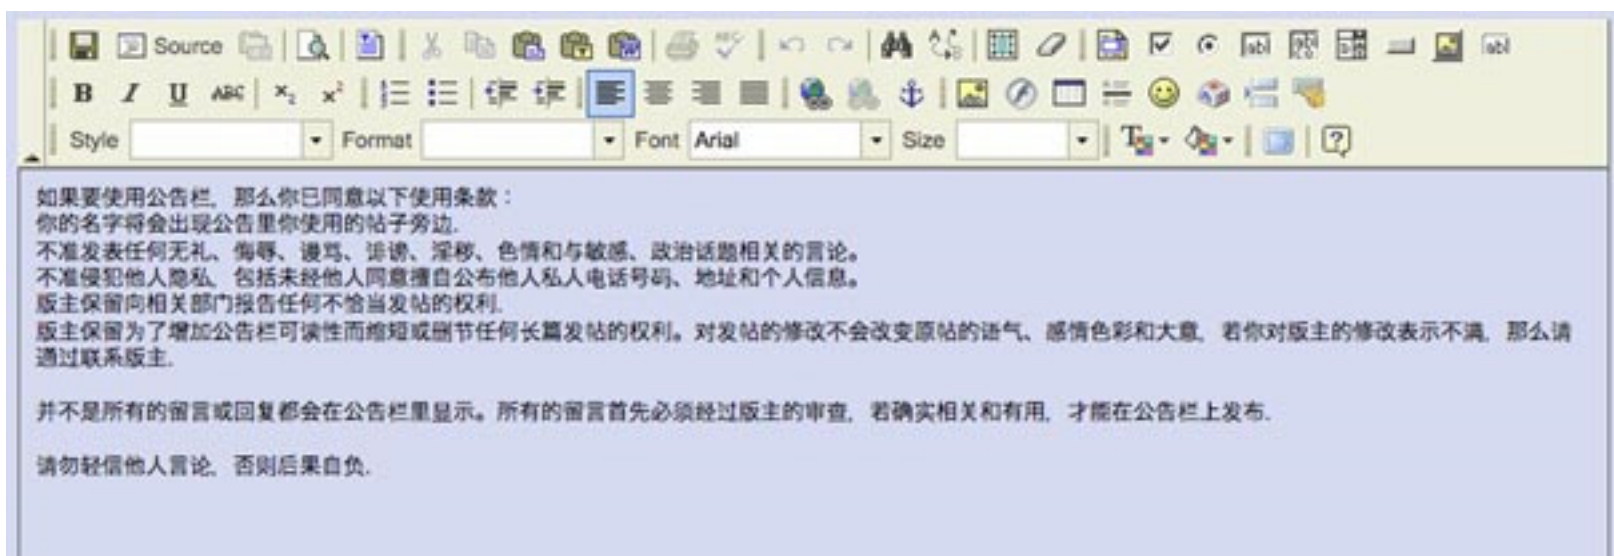 Source
B I U ABC x₂ x²
Style Format Font Arial Size
如果要使用公告栏，那么你已同意以下使用条款：
你的名字将会出现公告里你使用的帖子旁边.
不准发表任何无礼、侮辱、谩骂、诽谤、淫秽、色情和与敏感、政治话题相关的言论。
不准侵犯他人隐私，包括未经他人同意擅自公布他人私人电话号码、地址和个人信息。
版主保留向相关部门报告任何不恰当发帖的权利.
版主保留为了增加公告栏可读性而缩短或删节任何长篇发帖的权利。对发帖的修改不会改变原帖的语气、感情色彩和大意，若你对版主的修改表示不满，那么请
通过联系版主.
并不是所有的留言或回复都会在公告栏里显示。所有的留言首先必须经过版主的审查，若确实相关和有用，才能在公告栏上发布.
请勿轻信他人言论，否则后果自负.